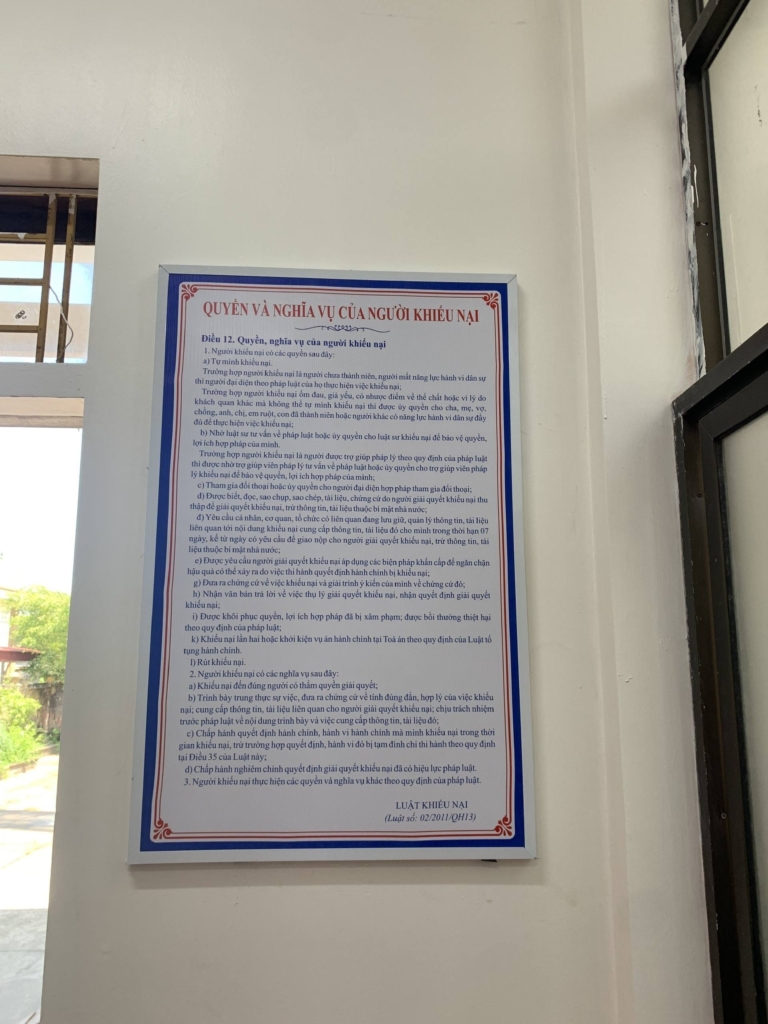 QUYỀN VÀ NGHĨA VỤ CỦA NGƯỜI KHIẾU NẠI
Điều 12. Quyền, nghĩa vụ của người khiếu nại
1. Người khiếu nại có các quyền sau đây:
a) Tự mình khiếu nại.
Trường hợp người khiếu nại là người chưa thành niên, người mất năng lực hành vi dân sự
thì người đại diện theo pháp luật của họ thực hiện việc khiếu nại;
Trường hợp người khiếu nại ốm đau, già yếu, có nhược điểm về thể chất hoặc vì lý do
khách quan khác mà không thể tự mình khiếu nại thì được ủy quyền cho cha, mẹ, vợ,
chồng, anh, chị, em ruột, con đã thành niên hoặc người khác có năng lực hành vi dân sự đầy
đủ để thực hiện việc khiếu nại;
b) Nhờ luật sư tư vấn về pháp luật hoặc ủy quyền cho luật sư khiếu nại để bảo vệ quyền,
lợi ích hợp pháp của mình.
Trường hợp người khiếu nại là người được trợ giúp pháp lý theo quy định của pháp luật
thì được nhờ trợ giúp viên pháp lý tư vấn về pháp luật hoặc ủy quyền cho trợ giúp viên pháp
lý khiếu nại để bảo vệ quyền, lợi ích hợp pháp của mình;
c) Tham gia đối thoại hoặc ủy quyền cho người đại diện hợp pháp tham gia đối thoại;
d) Được biết, đọc, sao chụp, sao chép, tài liệu, chứng cứ do người giải quyết khiếu nại thu
thập để giải quyết khiếu nại, trừ thông tin, tài liệu thuộc bí mật nhà nước;
đ) Yêu cầu cá nhân, cơ quan, tổ chức có liên quan đang lưu giữ, quản lý thông tin, tài liệu
liên quan tới nội dung khiếu nại cung cấp thông tin, tài liệu đó cho mình trong thời hạn 07
ngày, kể từ ngày có yêu cầu để giao nộp cho người giải quyết khiếu nại, trừ thông tin, tài
liệu thuộc bí mật nhà nước;
e) Được yêu cầu người giải quyết khiếu nại áp dụng các biện pháp khẩn cấp để ngăn chặn
hậu quả có thể xảy ra do việc thi hành quyết định hành chính bị khiếu nại;
g) Đưa ra chứng cứ về việc khiếu nại và giải trình ý kiến của mình về chứng cứ đó;
h) Nhận văn bản trả lời về việc thụ lý giải quyết khiếu nại, nhận quyết định giải quyết
khiếu nại;
i) Được khôi phục quyền, lợi ích hợp pháp đã bị xâm phạm; được bồi thường thiệt hại
theo quy định của pháp luật;
k) Khiếu nại lần hai hoặc khởi kiện vụ án hành chính tại Toà án theo quy định của Luật tố
tụng hành chính.
l) Rút khiếu nại.
2. Người khiếu nại có các nghĩa vụ sau đây:
a) Khiếu nại đến đúng người có thẩm quyền giải quyết;
b) Trình bày trung thực sự việc, đưa ra chứng cứ về tính đúng đắn, hợp lý của việc khiếu
nại; cung cấp thông tin, tài liệu liên quan cho người giải quyết khiếu nại; chịu trách nhiệm
trước pháp luật về nội dung trình bày và việc cung cấp thông tin, tài liệu đó;
c) Chấp hành quyết định hành chính, hành vi hành chính mà mình khiếu nại trong thời
gian khiếu nại, trừ trường hợp quyết định, hành vi đó bị tạm đình chỉ thi hành theo quy định
tại Điều 35 của Luật này;
d) Chấp hành nghiêm chỉnh quyết định giải quyết khiếu nại đã có hiệu lực pháp luật.
3. Người khiếu nại thực hiện các quyền và nghĩa vụ khác theo quy định của pháp luật.
LUẬT KHIẾU NẠI
(Luật số: 02/2011/QH13)